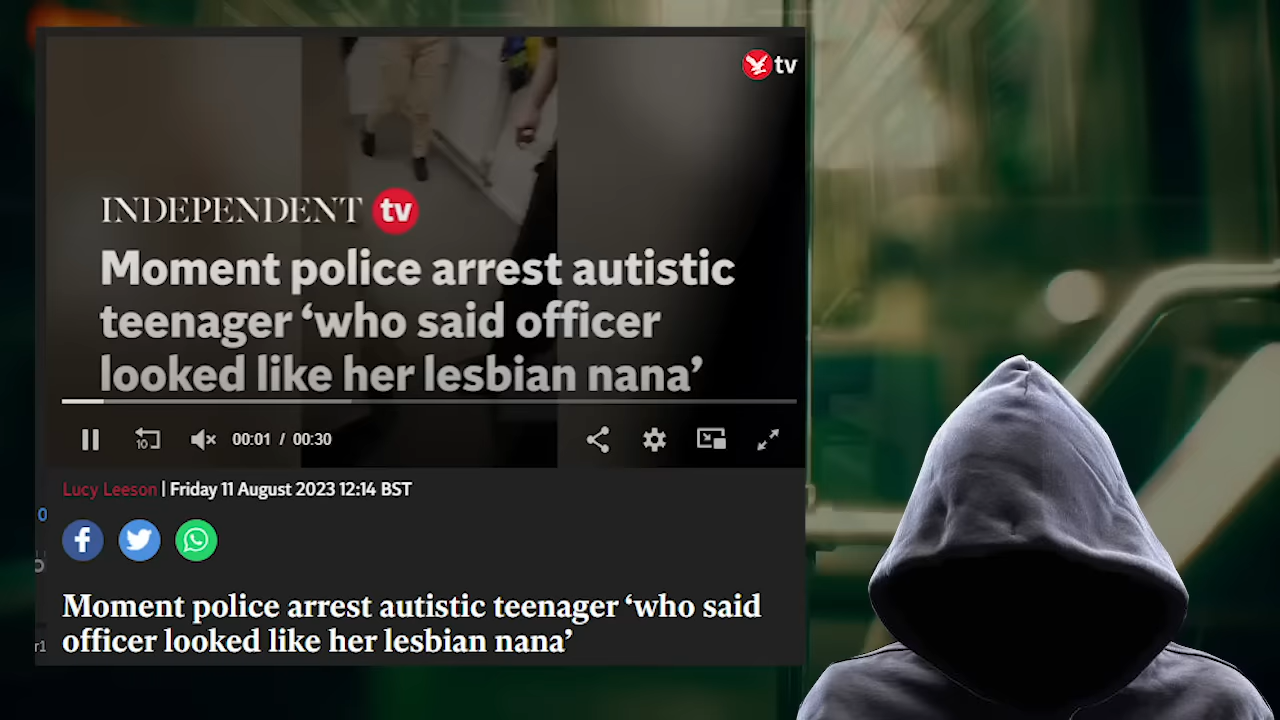 tv
INDEPENDENT tv
Moment police arrest autistic
teenager ‘who said officer
looked like her lesbian nana’
10
00:01 / 00:30
Lucy Leeson | Friday 11 August 2023 12:14 BST
Moment police arrest autistic teenager ‘who said
officer looked like her lesbian nana’